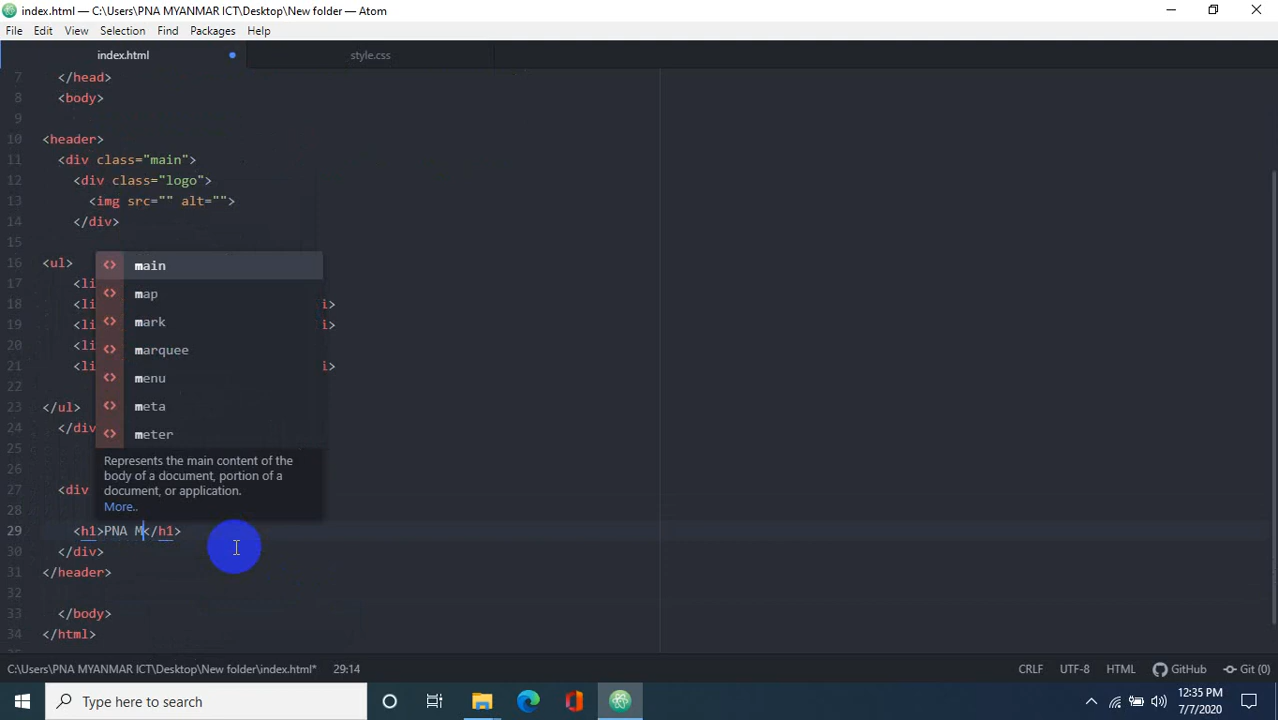 index.html — C:\Users\PNA MYANMAR ICT\Desktop\New folder — Atom
File Edit View Selection Find Packages Help
index.html style.css
7 </head>
8 <body>
9
10 <header>
11 <div class="main">
12 <div class="logo">
13 <img src="" alt="">
14 </div>
15
16 <ul>
17 <li i>
18 <li i>
19 <li i>
20 <li
21 <li i>
22
23 </ul>
24 </div
25
26
27 <div
28
29 <h1>PNA M</h1>
30 </div>
31 </header>
32
33 </body>
34 </html>
main
map
mark
marquee
menu
meta
meter
Represents the main content of the
body of a document, portion of a
document, or application.
More..
C:\Users\PNA MYANMAR ICT\Desktop\New folder\index.html* 29:14 CRLF UTF-8 HTML GitHub Git (0)
Type here to search
12:35 PM
7/7/2020